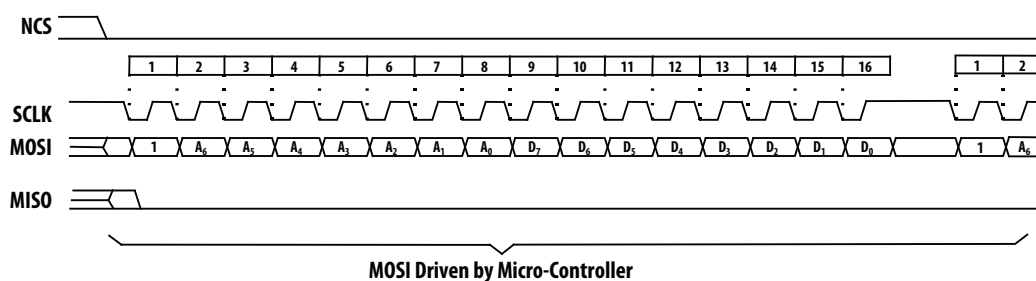 NCS
1 2 3 4 5 6 7 8 9 10 11 12 13 14 15 16 1 2
SCLK
MOSI 1 A₆ A₅ A₄ A₃ A₂ A₁ A₀ D₇ D₆ D₅ D₄ D₃ D₂ D₁ D₀ 1 A₆
MISO
MOSI Driven by Micro-Controller